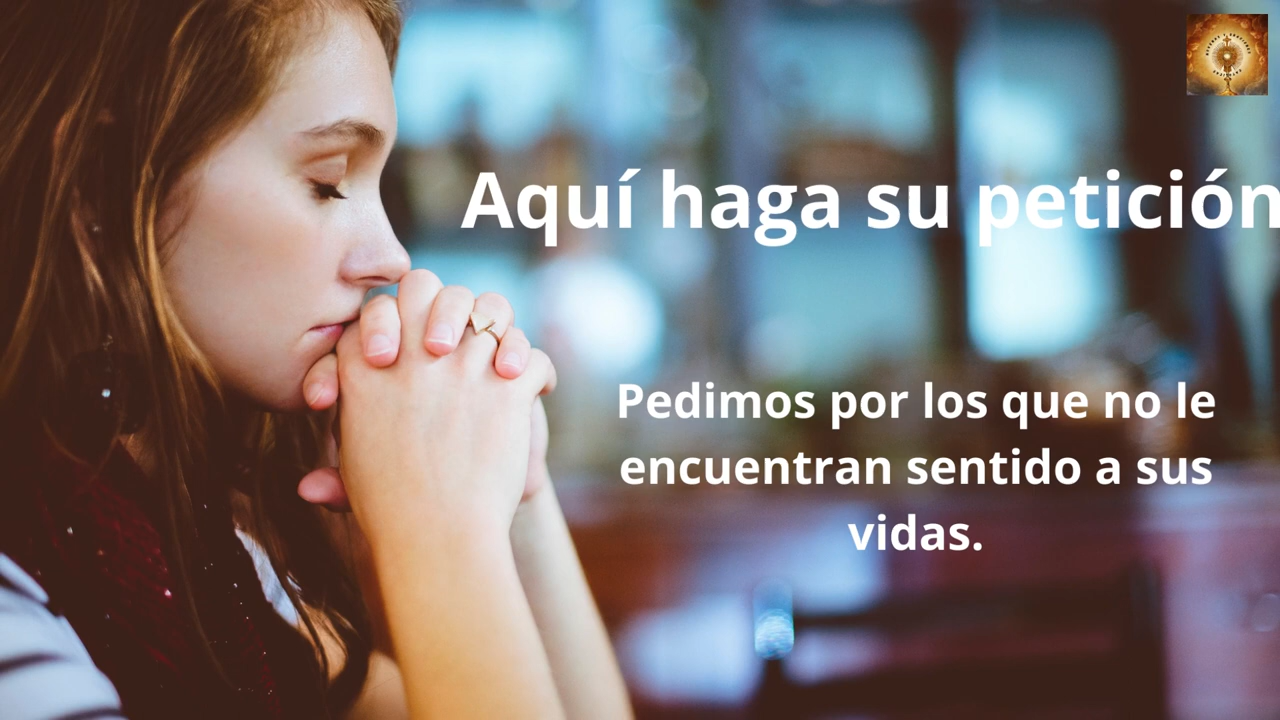 Aquí haga su petición
Pedimos por los que no le
encuentran sentido a sus
vidas.